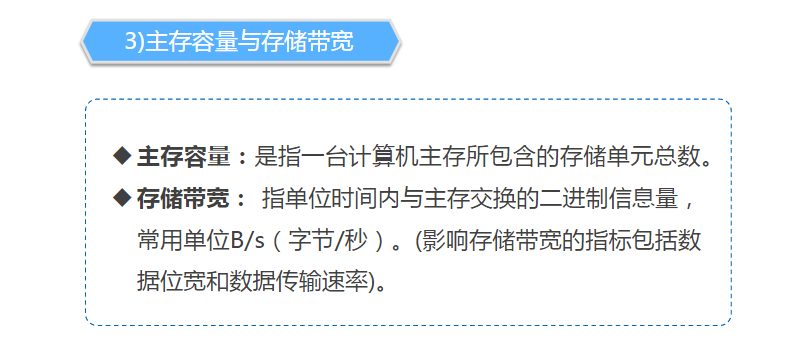 3)主存容量与存储带宽
◆主存容量：是指一台计算机主存所包含的存储单元总数。
◆存储带宽： 指单位时间内与主存交换的二进制信息量，
常用单位B/s（字节/秒）。(影响存储带宽的指标包括数
据位宽和数据传输速率)。